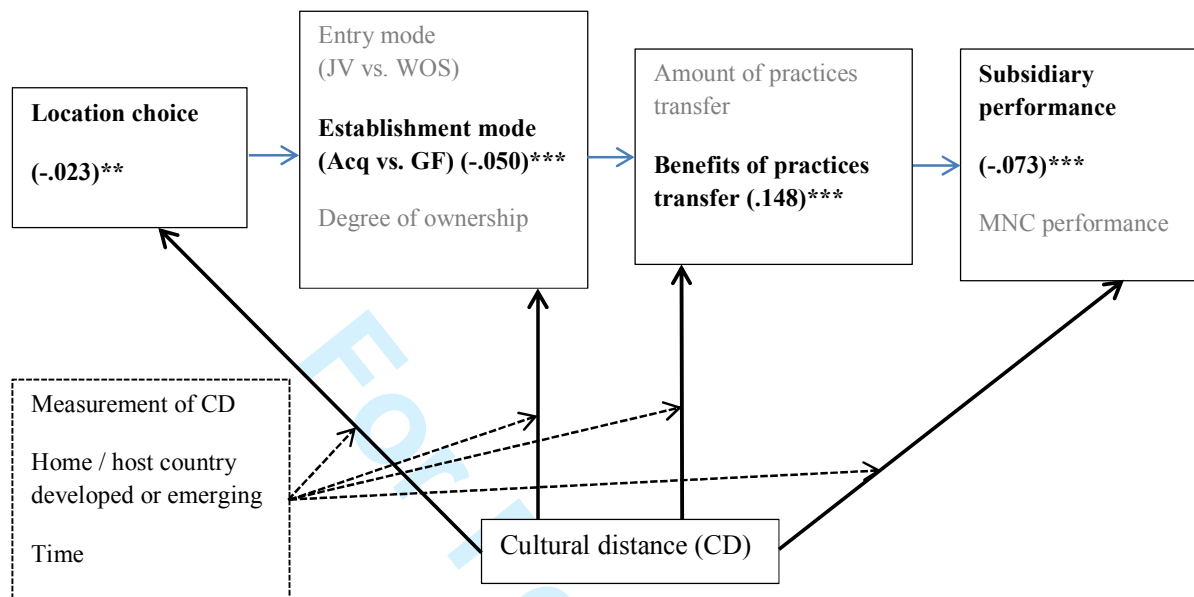 Location choice
(-.023)**
Entry mode
(JV vs. WOS)
Establishment mode
(Acq vs. GF) (-.050)***
Degree of ownership
Amount of practices
transfer
Benefits of practices
transfer (.148)***
Subsidiary
performance
(-.073)***
MNC performance
Measurement of CD
Home / host country
developed or emerging
Time
Cultural distance (CD)
For